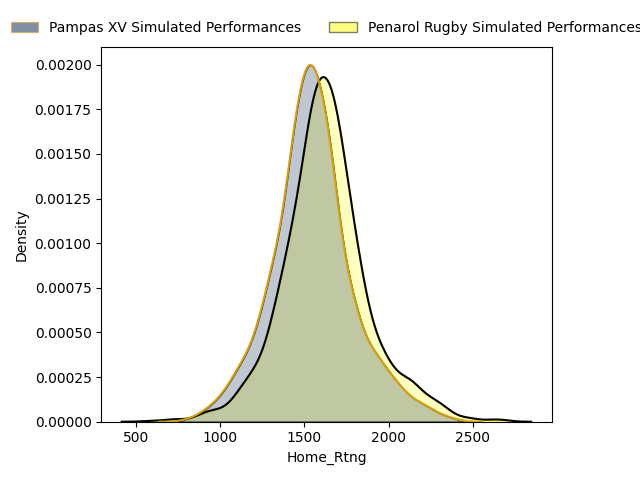 Pampas XV Simulated Performances
Penarol Rugby Simulated Performances
0.00200
0.00175
0.00150
0.00125
0.00100
0.00075
0.00050
0.00025
0.00000
Density
500 1000 1500 2000 2500
Home_Rtng